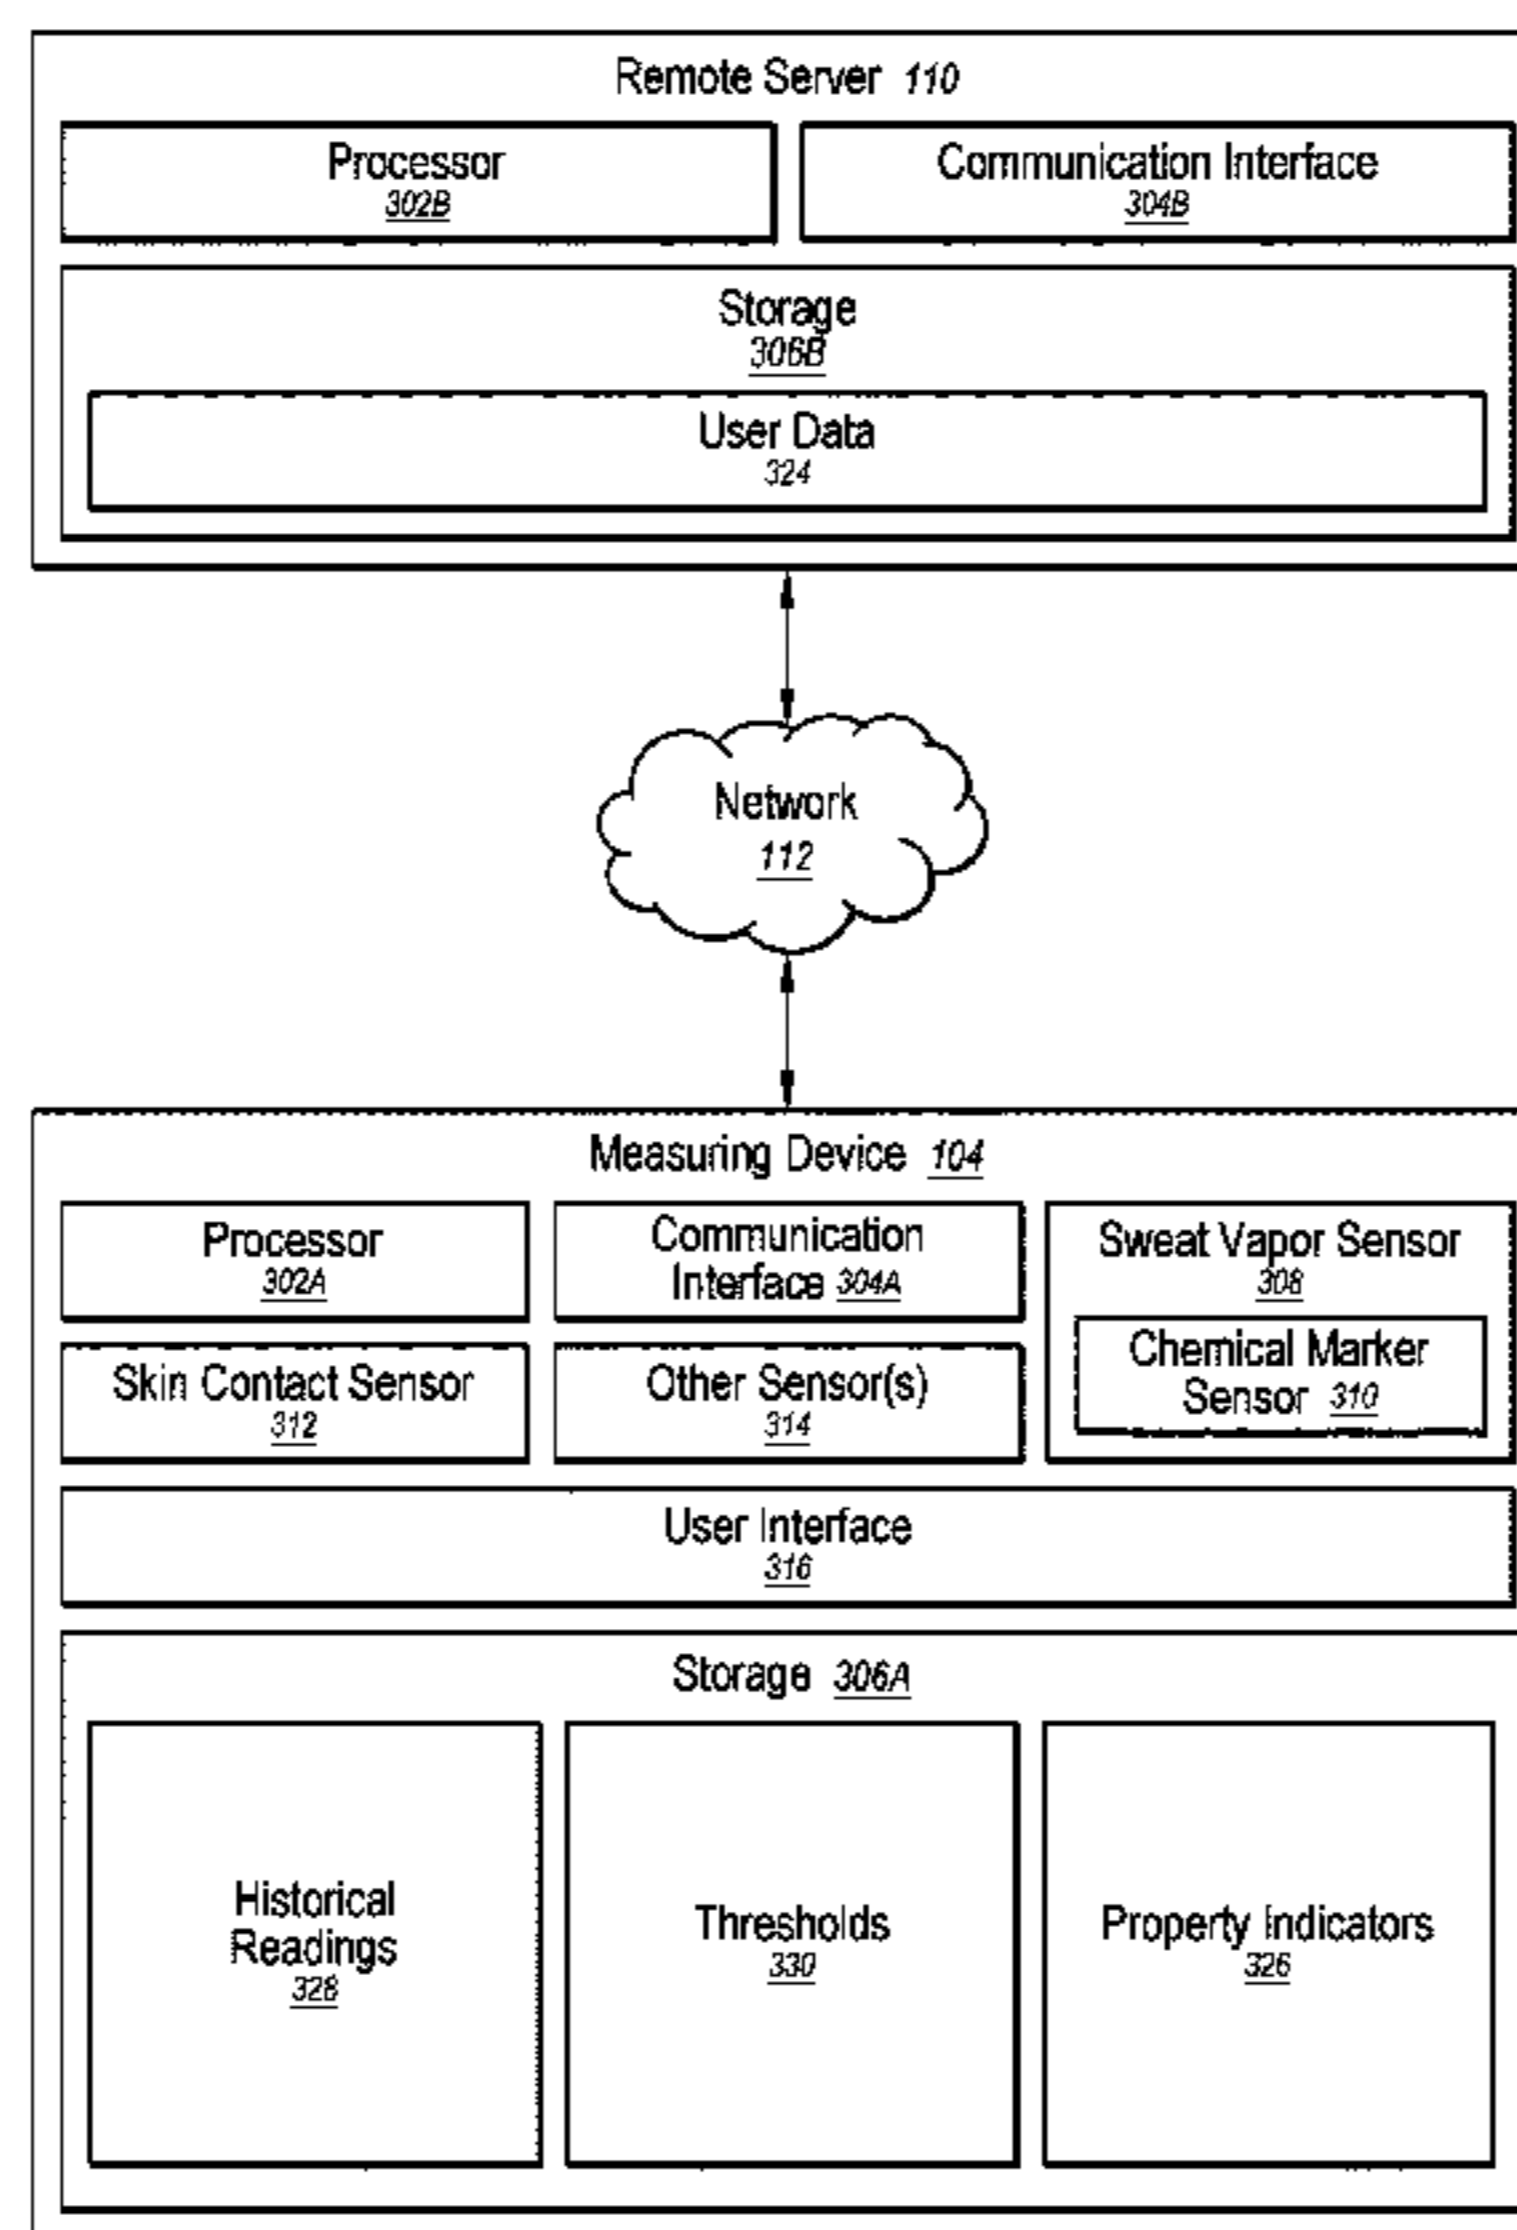 Remote Server 110
Processor
302B
Communication Interface
304B
Storage
306B
User Data
324
Network
112
Measuring Device 104
Processor
302A
Communication
Interface 304A
Sweat Vapor Sensor
308
Chemical Marker
Sensor 310
Skin Contact Sensor
312
Other Sensor(s)
314
User Interface
316
Storage 306A
Historical
Readings
328
Thresholds
330
Property Indicators
326